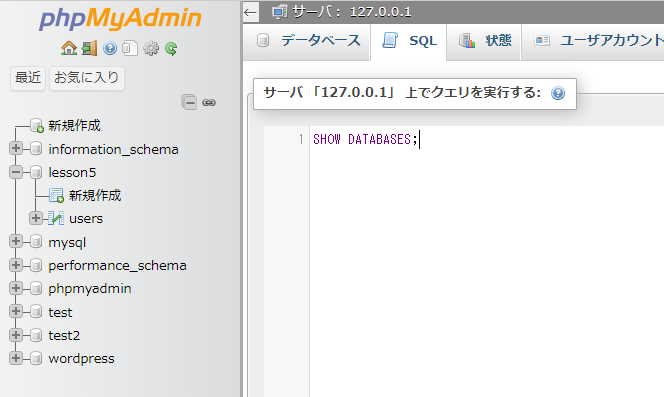 phpMyAdmin
最近 お気に入り
新規作成
information_schema
lesson5
新規作成
users
mysql
performance_schema
phpmyadmin
test
test2
wordpress
サーバ： 127.0.0.1
データベース SQL 状態 ユーザアカウント
サーバ 「127.0.0.1」 上でクエリを実行する:
1 SHOW DATABASES;